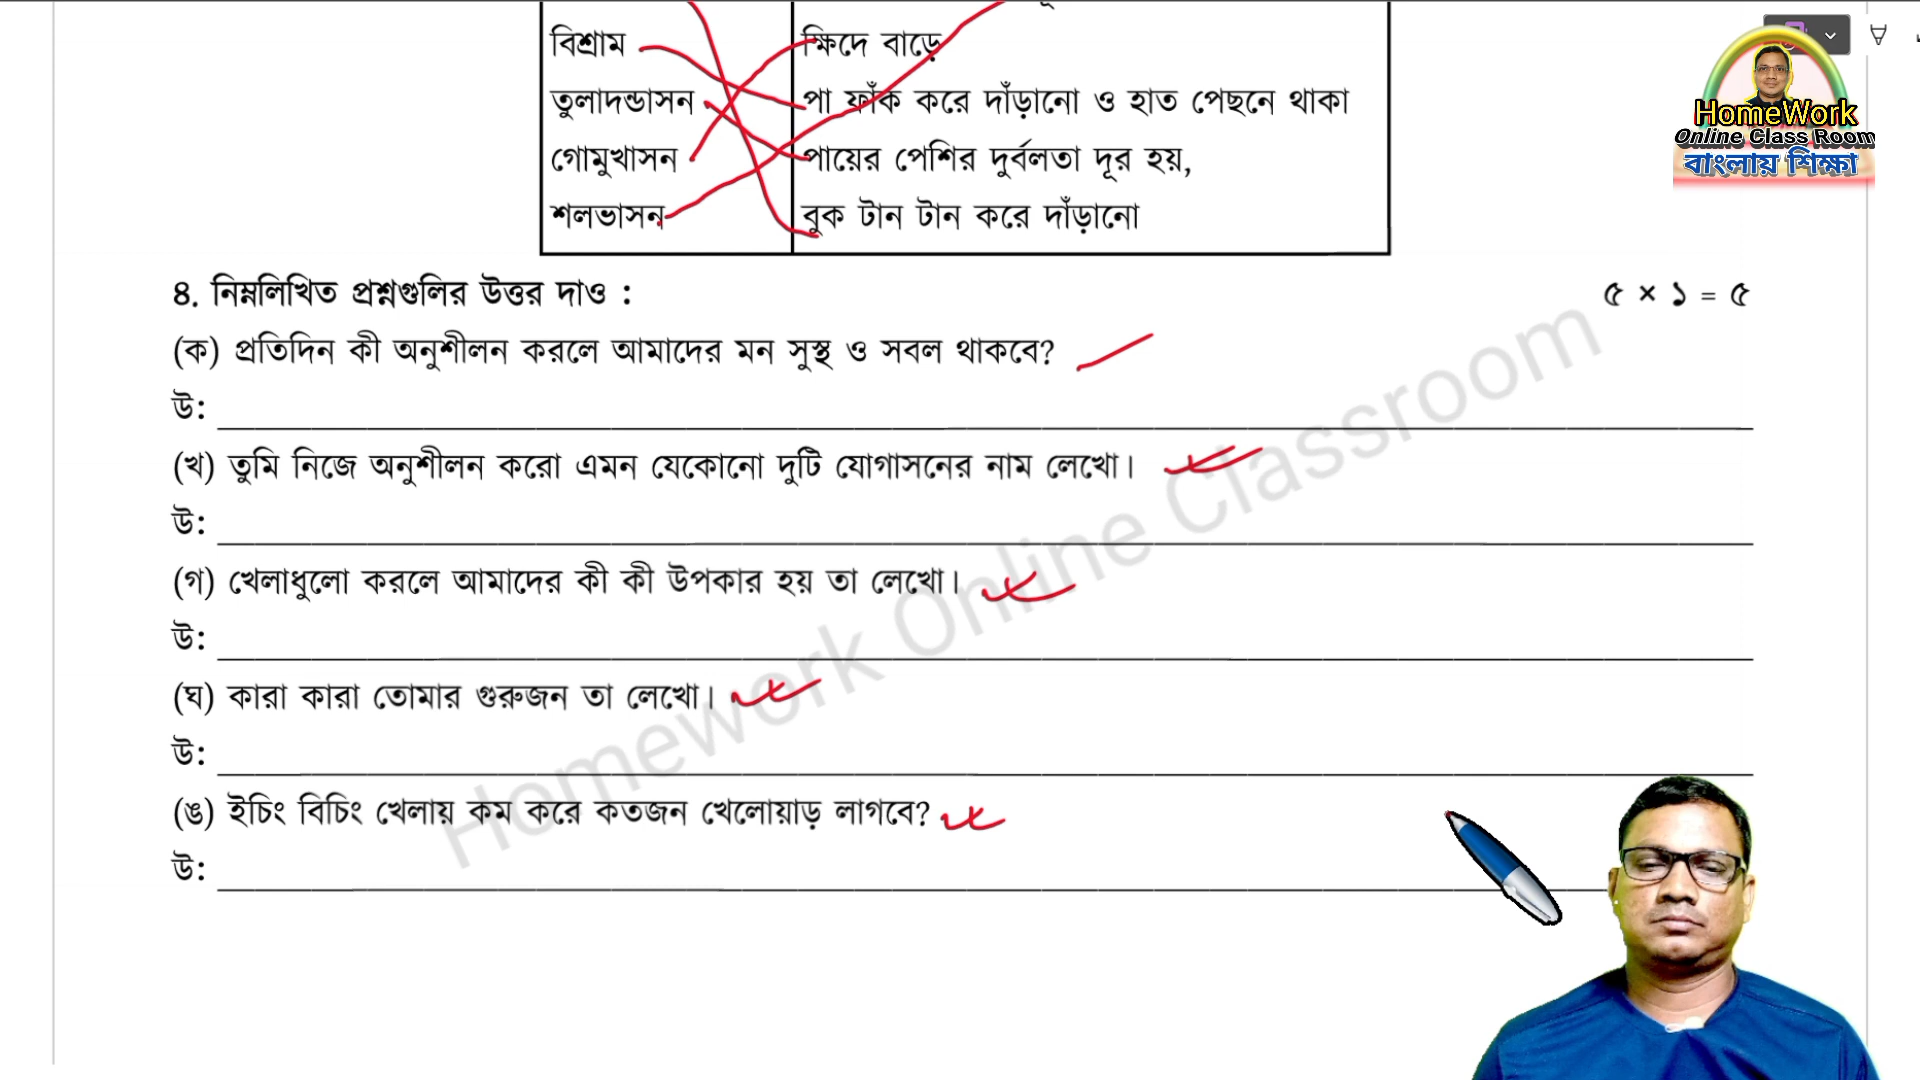 বিশ্রাম	ক্ষিদে বাড়ে
তুলাদন্ডাসন	পা ফাঁক করে দাঁড়ানো ও হাত পেছনে থাকা
গোমুখাসন	পায়ের পেশির দুর্বলতা দূর হয়,
শলভাসন	বুক টান টান করে দাঁড়ানো
HomeWork
Online Class Room
বাংলায় শিক্ষা
৪. নিম্নলিখিত প্রশ্নগুলির উত্তর দাও : ৫ × ১ = ৫
(ক) প্রতিদিন কী অনুশীলন করলে আমাদের মন সুস্থ ও সবল থাকবে?
উ:
(খ) তুমি নিজে অনুশীলন করো এমন যেকোনো দুটি যোগাসনের নাম লেখো।
উ:
(গ) খেলাধুলো করলে আমাদের কী কী উপকার হয় তা লেখো।
উ:
(ঘ) কারা কারা তোমার গুরুজন তা লেখো।
উ:
(ঙ) ইচিং বিচিং খেলায় কম করে কতজন খেলোয়াড় লাগবে?
উ:
Homework Online Classroom